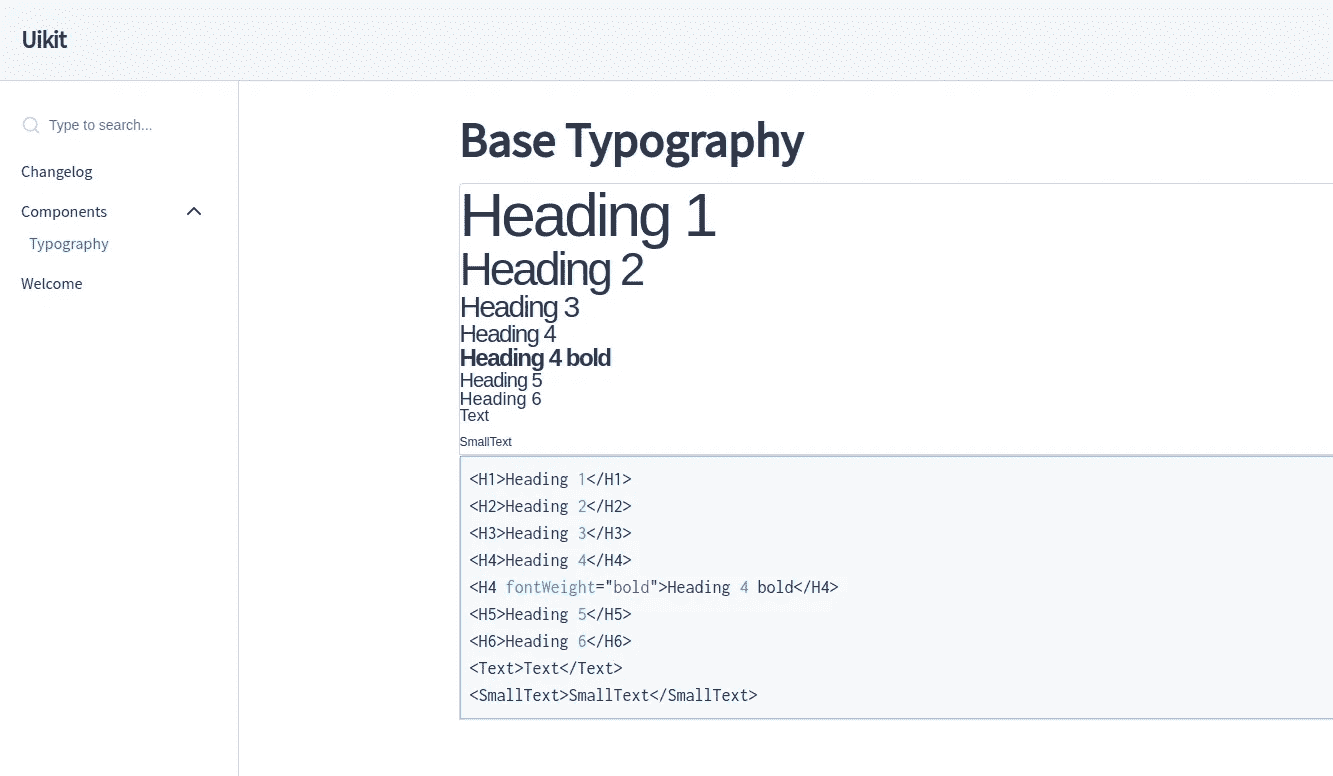 Uikit
Type to search...
Changelog
Components
Typography
Welcome
Base Typography
Heading 1
Heading 2
Heading 3
Heading 4
Heading 4 bold
Heading 5
Heading 6
Text
SmallText
<H1>Heading 1</H1>
<H2>Heading 2</H2>
<H3>Heading 3</H3>
<H4>Heading 4</H4>
<H4 fontWeight="bold">Heading 4 bold</H4>
<H5>Heading 5</H5>
<H6>Heading 6</H6>
<Text>Text</Text>
<SmallText>SmallText</SmallText>